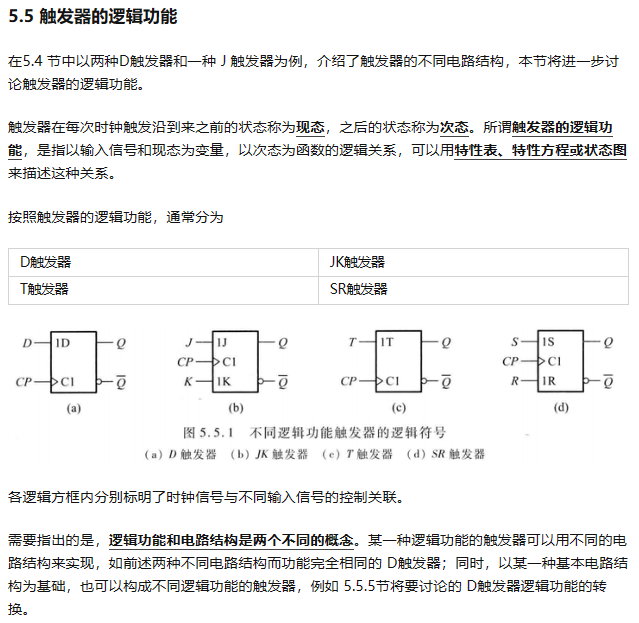 5.5 触发器的逻辑功能
在5.4 节中以两种D触发器和一种 J 触发器为例，介绍了触发器的不同电路结构，本节将进一步讨
论触发器的逻辑功能。
触发器在每次时钟触发沿到来之前的状态称为现态，之后的状态称为次态。所谓触发器的逻辑功
能，是指以输入信号和现态为变量，以次态为函数的逻辑关系，可以用特性表、特性方程或状态图
来描述这种关系。
按照触发器的逻辑功能，通常分为
D触发器 JK触发器
T触发器 SR触发器
D 1D Q J 1J Q T 1T Q S 1S Q
CP C1 CP C1
CP C1 Q̅ K 1K Q̅ CP C1 Q̅ R 1R Q̅
(a) (b) (c) (d)
图 5.5.1 不同逻辑功能触发器的逻辑符号
(a) D 触发器 (b) JK 触发器 (c) T 触发器 (d) SR 触发器
各逻辑方框内分别标明了时钟信号与不同输入信号的控制关联。
需要指出的是，逻辑功能和电路结构是两个不同的概念。某一种逻辑功能的触发器可以用不同的电
路结构来实现，如前述两种不同电路结构而功能完全相同的 D触发器；同时，以某一种基本电路结
构为基础，也可以构成不同逻辑功能的触发器，例如 5.5.5节将要讨论的 D触发器逻辑功能的转
换。